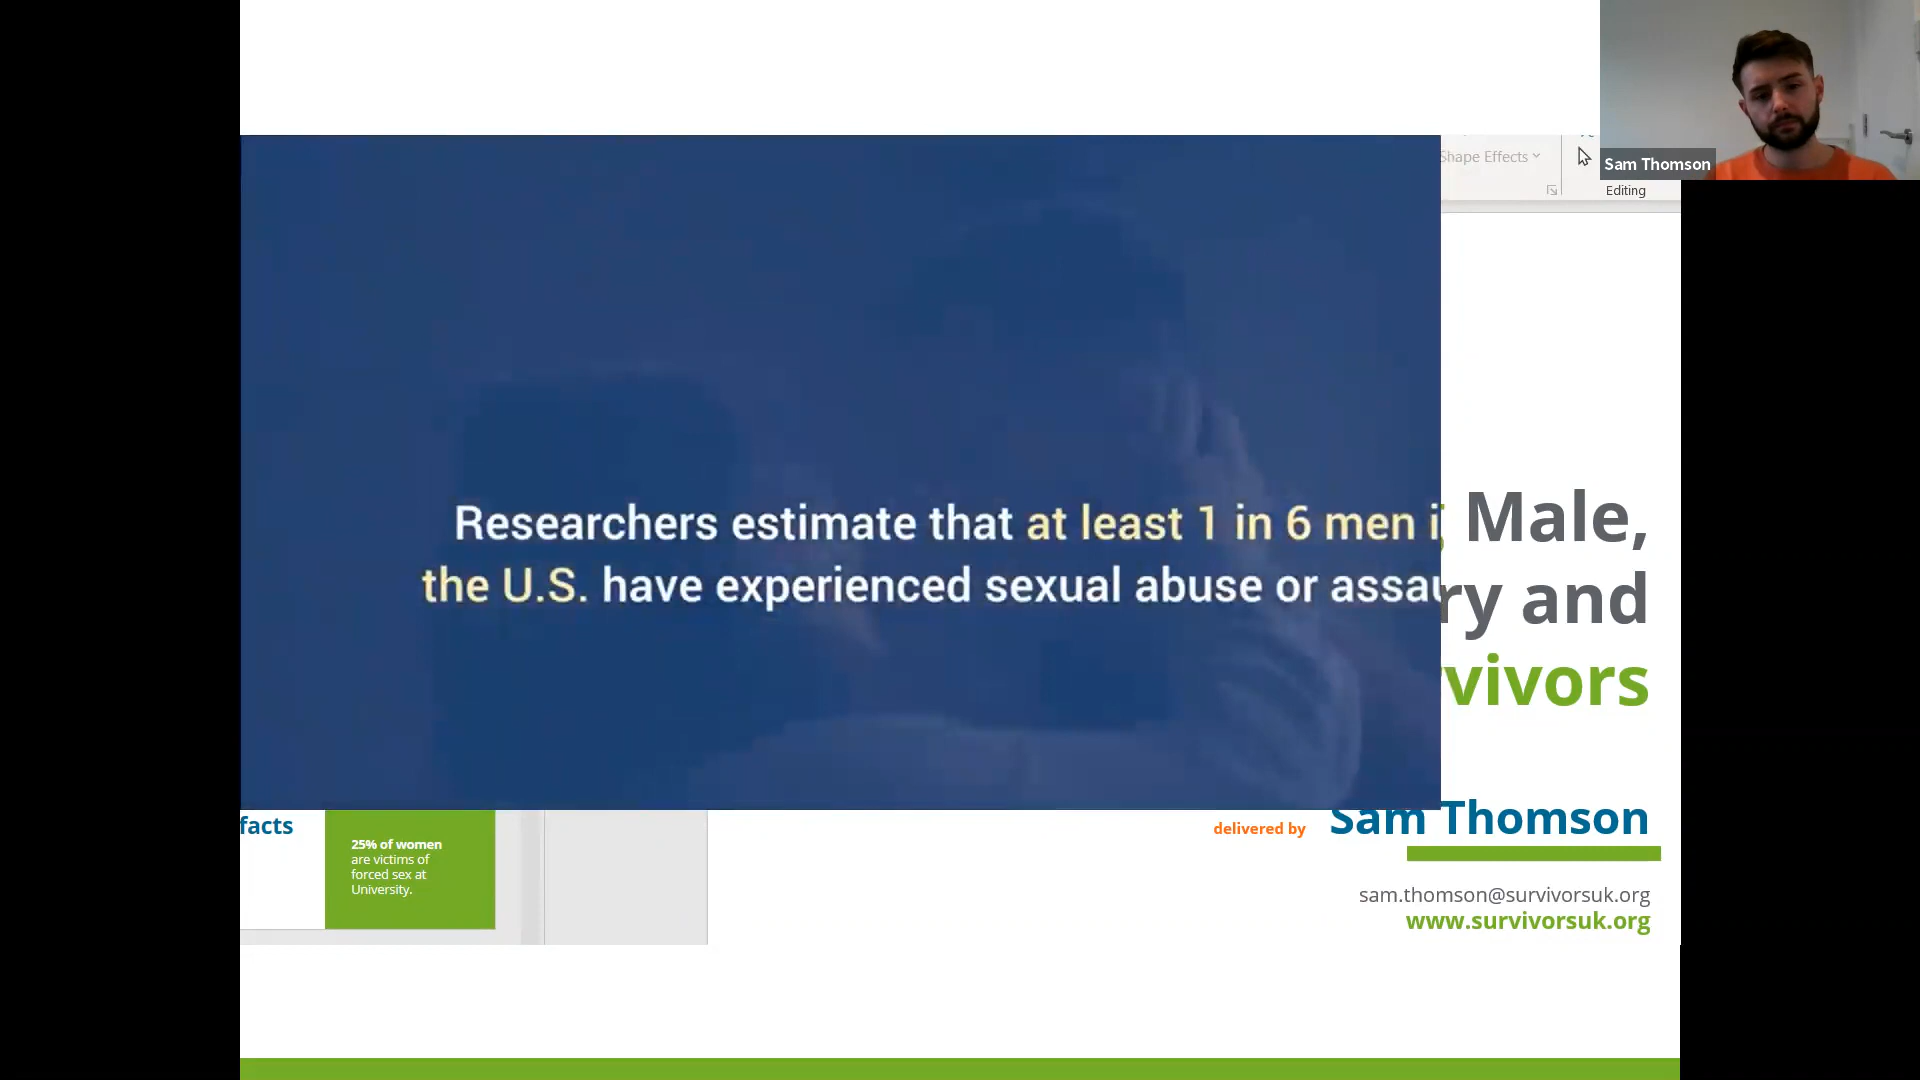 Sam Thomson
Shape Effects
Editing
Researchers estimate that at least 1 in 6 men i
the U.S. have experienced sexual abuse or assau
Male,
ry and
vivors
facts
25% of women
are victims of
forced sex at
University.
delivered by Sam Thomson
sam.thomson@survivorsuk.org
www.survivorsuk.org